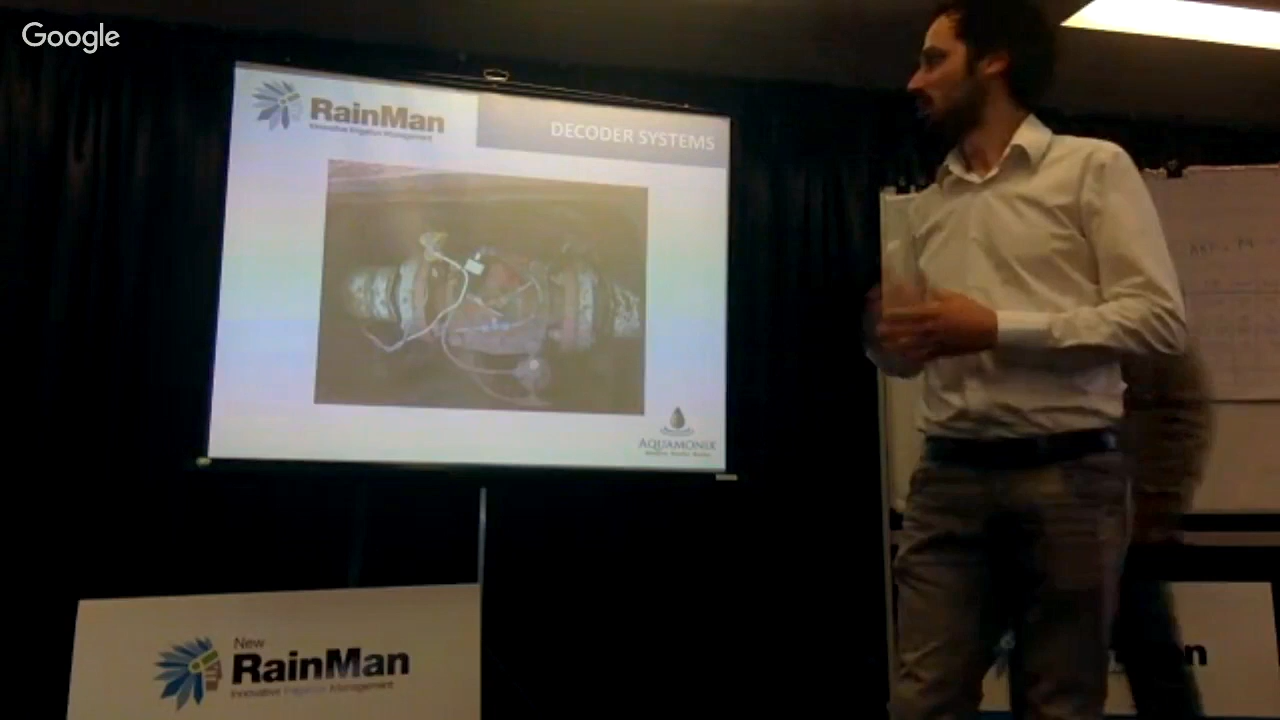 Google
RainMan
Innovative Irrigation Management
DECODER SYSTEMS
AQUAMONIX
New
RainMan
Innovative Irrigation Management
n